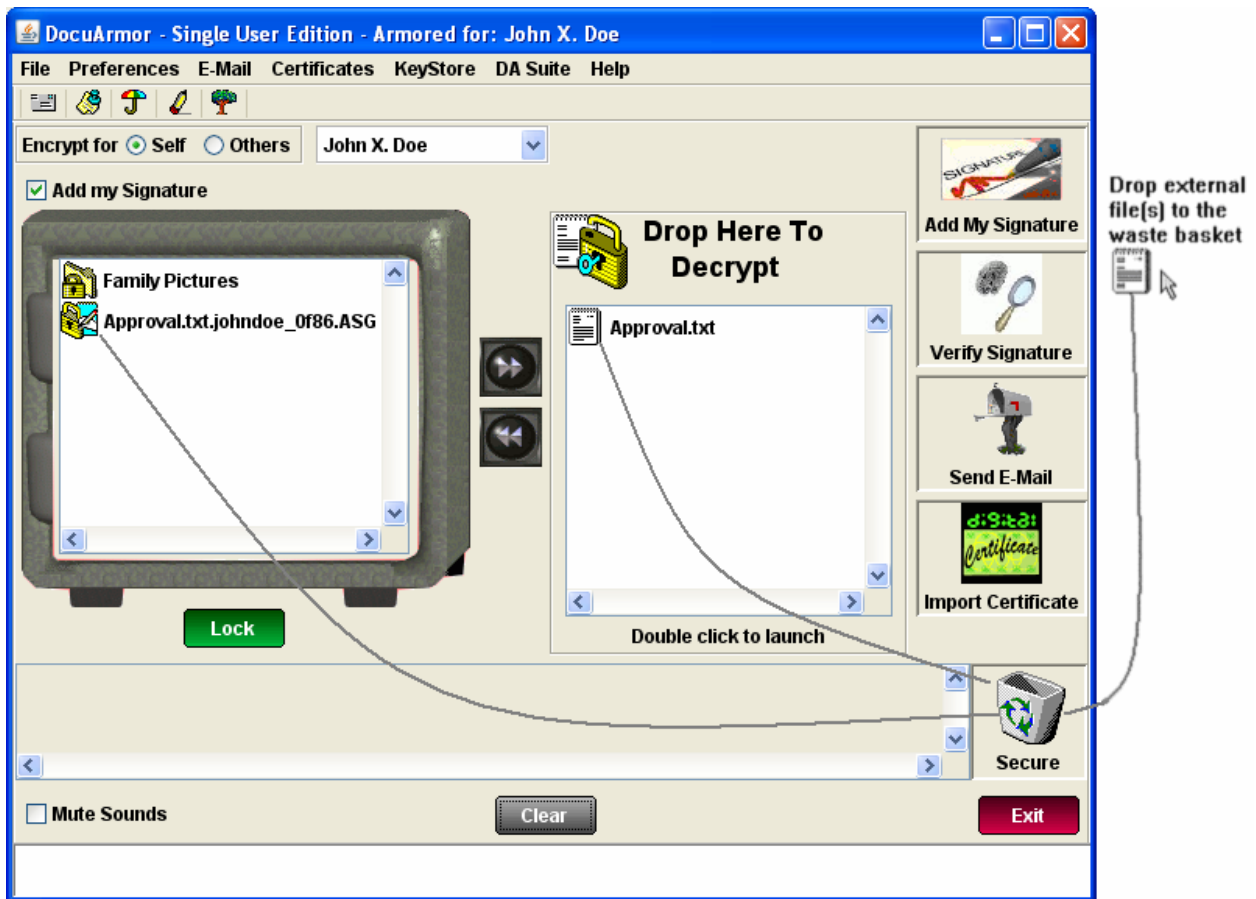 DocuArmor - Single User Edition - Armored for: John X. Doe
File Preferences E-Mail Certificates KeyStore DA Suite Help
Encrypt for Self Others John X. Doe
Add my Signature
SIGNATURE
Add My Signature
Drop external
file(s) to the
waste basket
Family Pictures
Approval.txt.johndoe_0f86.ASG
Drop Here To
Decrypt
Approval.txt
Verify Signature
Send E-Mail
digital
Certificate
Import Certificate
Lock
Double click to launch
Secure
Mute Sounds
Clear
Exit